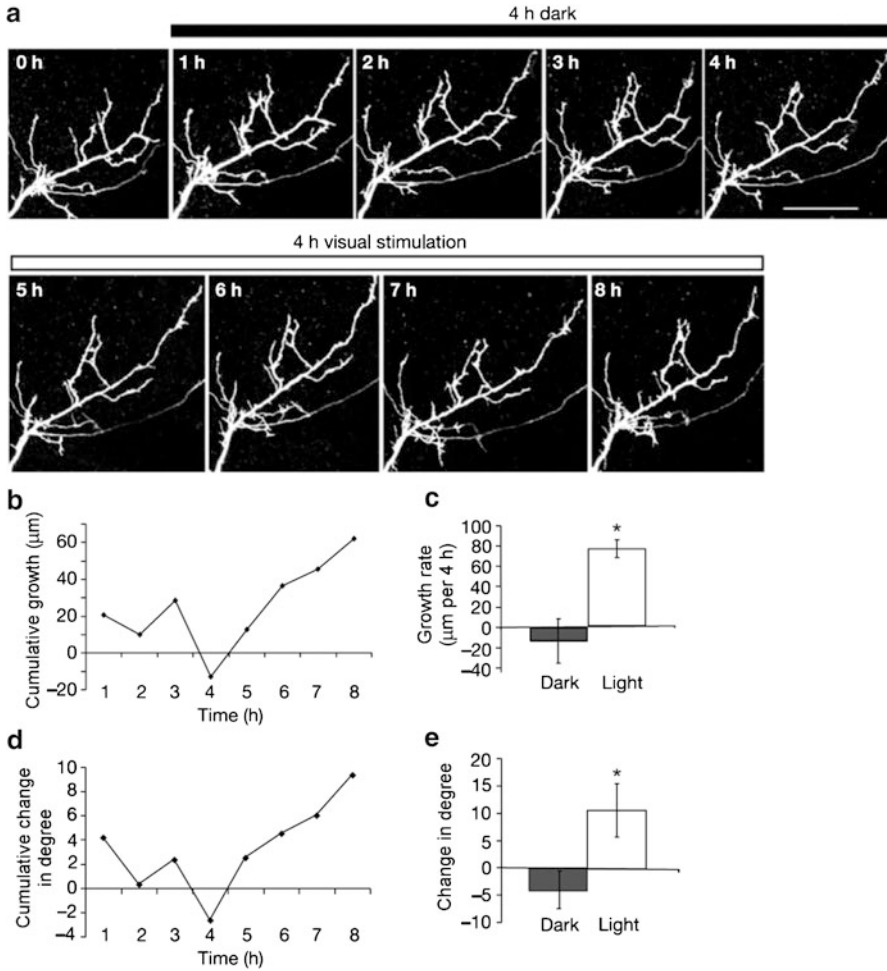 a
4 h dark
0 h 1 h 2 h 3 h 4 h
4 h visual stimulation
5 h 6 h 7 h 8 h
b
Cumulative growth (μm)
60
40
20
0
–20
1 2 3 4 5 6 7 8
Time (h)
c
Growth rate
(μm per 4 h)
100
80
60
40
20
0
–20
–40
*
Dark Light
d
Cumulative change
in degree
10
8
6
4
2
0
–2
–4
1 2 3 4 5 6 7 8
Time (h)
e
Change in degree
20
15
10
5
0
–5
–10
*
Dark Light